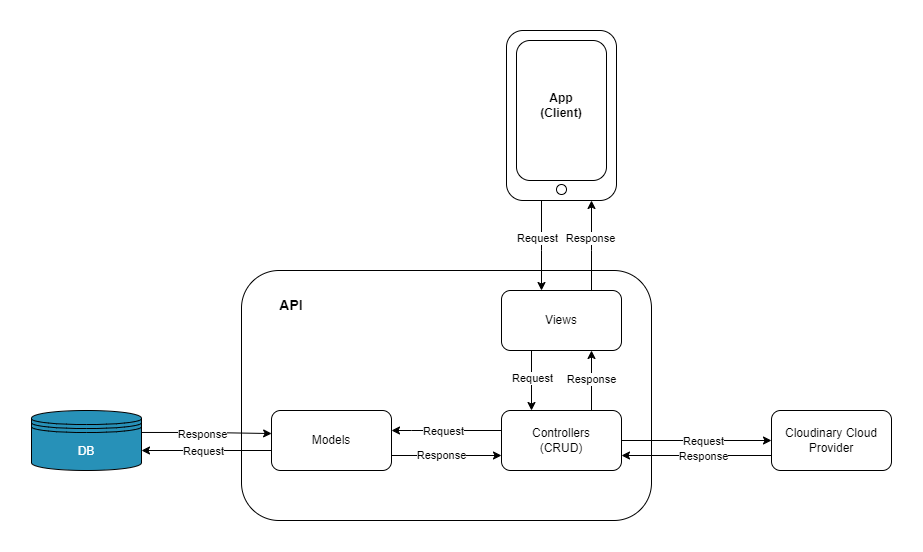 App
(Client)
Request
Response
API
Views
Request
Response
DB
Response
Request
Models
Request
Response
Controllers
(CRUD)
Request
Response
Cloudinary Cloud
Provider